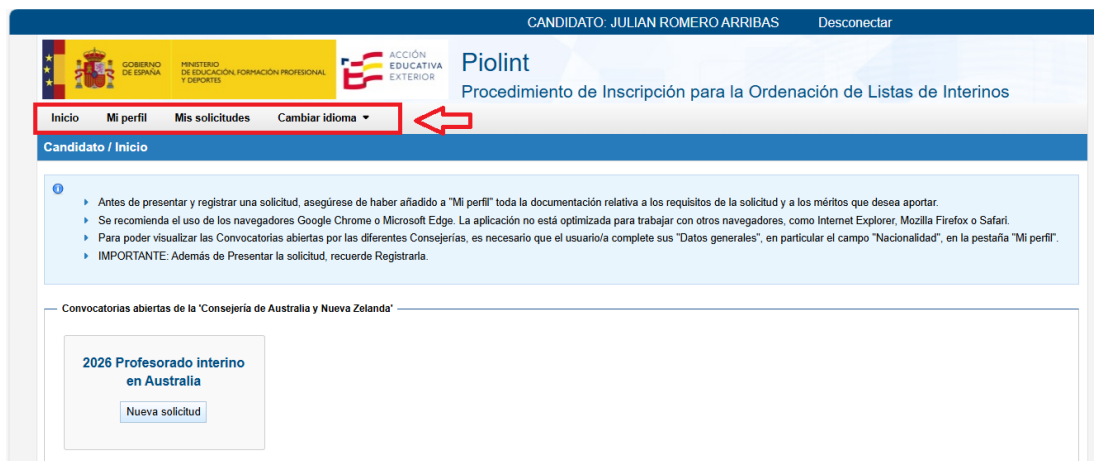 CANDIDATO: JULIAN ROMERO ARRIBAS Desconectar
GOBIERNO
DE ESPAÑA
MINISTERIO
DE EDUCACIÓN, FORMACIÓN PROFESIONAL
Y DEPORTES
ACCIÓN
EDUCATIVA
EXTERIOR
Piolint
Procedimiento de Inscripción para la Ordenación de Listas de Interinos
Inicio Mi perfil Mis solicitudes Cambiar idioma
Candidato / Inicio
Antes de presentar y registrar una solicitud, asegúrese de haber añadido a "Mi perfil" toda la documentación relativa a los requisitos de la solicitud y a los méritos que desea aportar.
Se recomienda el uso de los navegadores Google Chrome o Microsoft Edge. La aplicación no está optimizada para trabajar con otros navegadores, como Internet Explorer, Mozilla Firefox o Safari.
Para poder visualizar las Convocatorias abiertas por las diferentes Consejerías, es necesario que el usuario/a complete sus "Datos generales", en particular el campo "Nacionalidad", en la pestaña "Mi perfil".
IMPORTANTE: Además de Presentar la solicitud, recuerde Registrarla.
Convocatorias abiertas de la 'Consejería de Australia y Nueva Zelanda'
2026 Profesorado interino
en Australia
Nueva solicitud